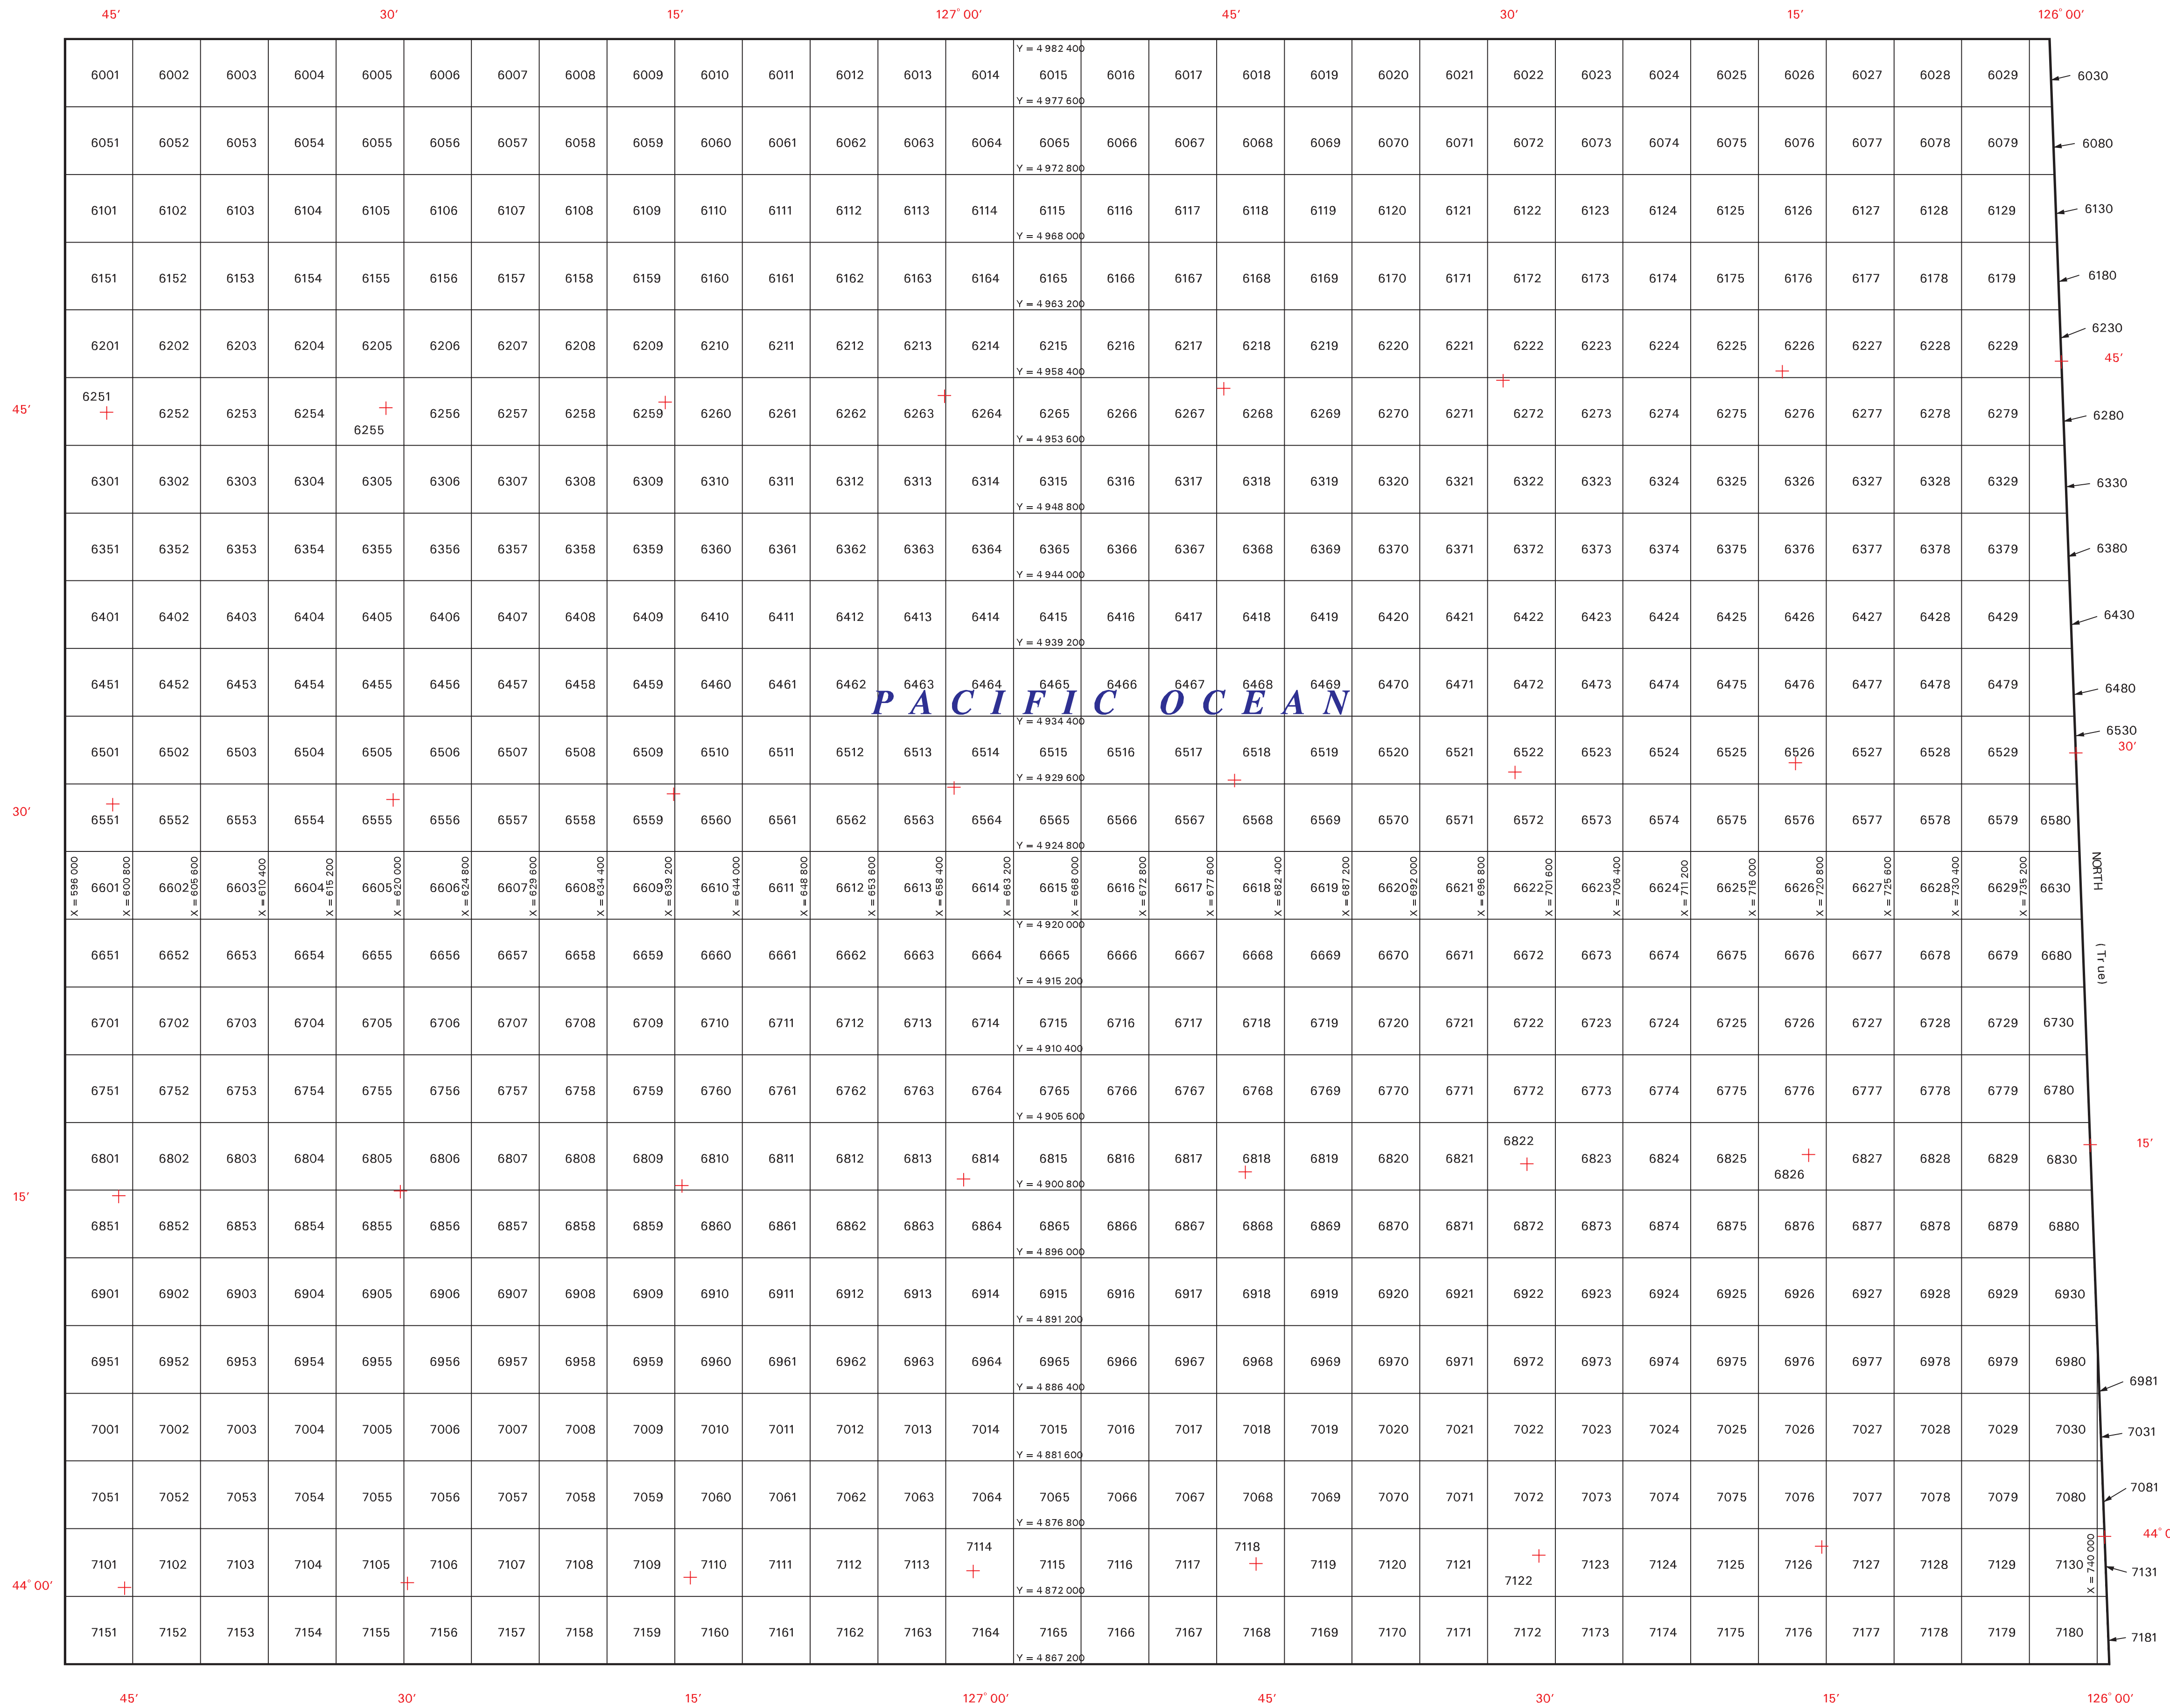 45′ 30′ 15′ 127° 00′ 45′ 30′ 15′ 126° 00′
Y = 4 982 400
6001 6002 6003 6004 6005 6006 6007 6008 6009 6010 6011 6012 6013 6014 6015 6016 6017 6018 6019 6020 6021 6022 6023 6024 6025 6026 6027 6028 6029 6030
Y = 4 977 600
6051 6052 6053 6054 6055 6056 6057 6058 6059 6060 6061 6062 6063 6064 6065 6066 6067 6068 6069 6070 6071 6072 6073 6074 6075 6076 6077 6078 6079 6080
Y = 4 972 800
6101 6102 6103 6104 6105 6106 6107 6108 6109 6110 6111 6112 6113 6114 6115 6116 6117 6118 6119 6120 6121 6122 6123 6124 6125 6126 6127 6128 6129 6130
Y = 4 968 000
6151 6152 6153 6154 6155 6156 6157 6158 6159 6160 6161 6162 6163 6164 6165 6166 6167 6168 6169 6170 6171 6172 6173 6174 6175 6176 6177 6178 6179 6180
Y = 4 963 200
6201 6202 6203 6204 6205 6206 6207 6208 6209 6210 6211 6212 6213 6214 6215 6216 6217 6218 6219 6220 6221 6222 6223 6224 6225 6226 6227 6228 6229 6230
45′
Y = 4 958 400
45′ 6251 6252 6253 6254 6255 6256 6257 6258 6259 6260 6261 6262 6263 6264 6265 6266 6267 6268 6269 6270 6271 6272 6273 6274 6275 6276 6277 6278 6279 6280
Y = 4 953 600
6301 6302 6303 6304 6305 6306 6307 6308 6309 6310 6311 6312 6313 6314 6315 6316 6317 6318 6319 6320 6321 6322 6323 6324 6325 6326 6327 6328 6329 6330
Y = 4 948 800
6351 6352 6353 6354 6355 6356 6357 6358 6359 6360 6361 6362 6363 6364 6365 6366 6367 6368 6369 6370 6371 6372 6373 6374 6375 6376 6377 6378 6379 6380
Y = 4 944 000
6401 6402 6403 6404 6405 6406 6407 6408 6409 6410 6411 6412 6413 6414 6415 6416 6417 6418 6419 6420 6421 6422 6423 6424 6425 6426 6427 6428 6429 6430
Y = 4 939 200
6451 6452 6453 6454 6455 6456 6457 6458 6459 6460 6461 6462 6463 6464 6465 6466 6467 6468 6469 6470 6471 6472 6473 6474 6475 6476 6477 6478 6479 6480
PACIFIC OCEAN
Y = 4 934 400
6501 6502 6503 6504 6505 6506 6507 6508 6509 6510 6511 6512 6513 6514 6515 6516 6517 6518 6519 6520 6521 6522 6523 6524 6525 6526 6527 6528 6529 6530
30′
Y = 4 929 600
30′ 6551 6552 6553 6554 6555 6556 6557 6558 6559 6560 6561 6562 6563 6564 6565 6566 6567 6568 6569 6570 6571 6572 6573 6574 6575 6576 6577 6578 6579 6580
Y = 4 924 800
6601 6602 6603 6604 6605 6606 6607 6608 6609 6610 6611 6612 6613 6614 6615 6616 6617 6618 6619 6620 6621 6622 6623 6624 6625 6626 6627 6628 6629 6630
X = 596 000 X = 600 800 X = 605 600 X = 610 400 X = 615 200 X = 620 000 X = 624 800 X = 629 600 X = 634 400 X = 639 200 X = 644 000 X = 648 800 X = 653 600 X = 658 400 X = 663 200 X = 668 000 X = 672 800 X = 677 600 X = 682 400 X = 687 200 X = 692 000 X = 696 800 X = 701 600 X = 706 400 X = 711 200 X = 716 000 X = 720 800 X = 725 600 X = 730 400 X = 735 200
NORTH (True)
Y = 4 920 000
6651 6652 6653 6654 6655 6656 6657 6658 6659 6660 6661 6662 6663 6664 6665 6666 6667 6668 6669 6670 6671 6672 6673 6674 6675 6676 6677 6678 6679 6680
Y = 4 915 200
6701 6702 6703 6704 6705 6706 6707 6708 6709 6710 6711 6712 6713 6714 6715 6716 6717 6718 6719 6720 6721 6722 6723 6724 6725 6726 6727 6728 6729 6730
Y = 4 910 400
6751 6752 6753 6754 6755 6756 6757 6758 6759 6760 6761 6762 6763 6764 6765 6766 6767 6768 6769 6770 6771 6772 6773 6774 6775 6776 6777 6778 6779 6780
Y = 4 905 600
6801 6802 6803 6804 6805 6806 6807 6808 6809 6810 6811 6812 6813 6814 6815 6816 6817 6818 6819 6820 6821 6822 6823 6824 6825 6826 6827 6828 6829 6830 15′
Y = 4 900 800
15′
6851 6852 6853 6854 6855 6856 6857 6858 6859 6860 6861 6862 6863 6864 6865 6866 6867 6868 6869 6870 6871 6872 6873 6874 6875 6876 6877 6878 6879 6880
Y = 4 896 000
6901 6902 6903 6904 6905 6906 6907 6908 6909 6910 6911 6912 6913 6914 6915 6916 6917 6918 6919 6920 6921 6922 6923 6924 6925 6926 6927 6928 6929 6930
Y = 4 891 200
6951 6952 6953 6954 6955 6956 6957 6958 6959 6960 6961 6962 6963 6964 6965 6966 6967 6968 6969 6970 6971 6972 6973 6974 6975 6976 6977 6978 6979 6980 6981
Y = 4 886 400
7001 7002 7003 7004 7005 7006 7007 7008 7009 7010 7011 7012 7013 7014 7015 7016 7017 7018 7019 7020 7021 7022 7023 7024 7025 7026 7027 7028 7029 7030 7031
Y = 4 881 600
7051 7052 7053 7054 7055 7056 7057 7058 7059 7060 7061 7062 7063 7064 7065 7066 7067 7068 7069 7070 7071 7072 7073 7074 7075 7076 7077 7078 7079 7080 7081
Y = 4 876 800
44° 0
7101 7102 7103 7104 7105 7106 7107 7108 7109 7110 7111 7112 7113 7114 7115 7116 7117 7118 7119 7120 7121 7122 7123 7124 7125 7126 7127 7128 7129 7130 7131
X = 740 000
44° 00′
Y = 4 872 000
7151 7152 7153 7154 7155 7156 7157 7158 7159 7160 7161 7162 7163 7164 7165 7166 7167 7168 7169 7170 7171 7172 7173 7174 7175 7176 7177 7178 7179 7180 7181
Y = 4 867 200
45′ 30′ 15′ 127° 00′ 45′ 30′ 15′ 126° 00′